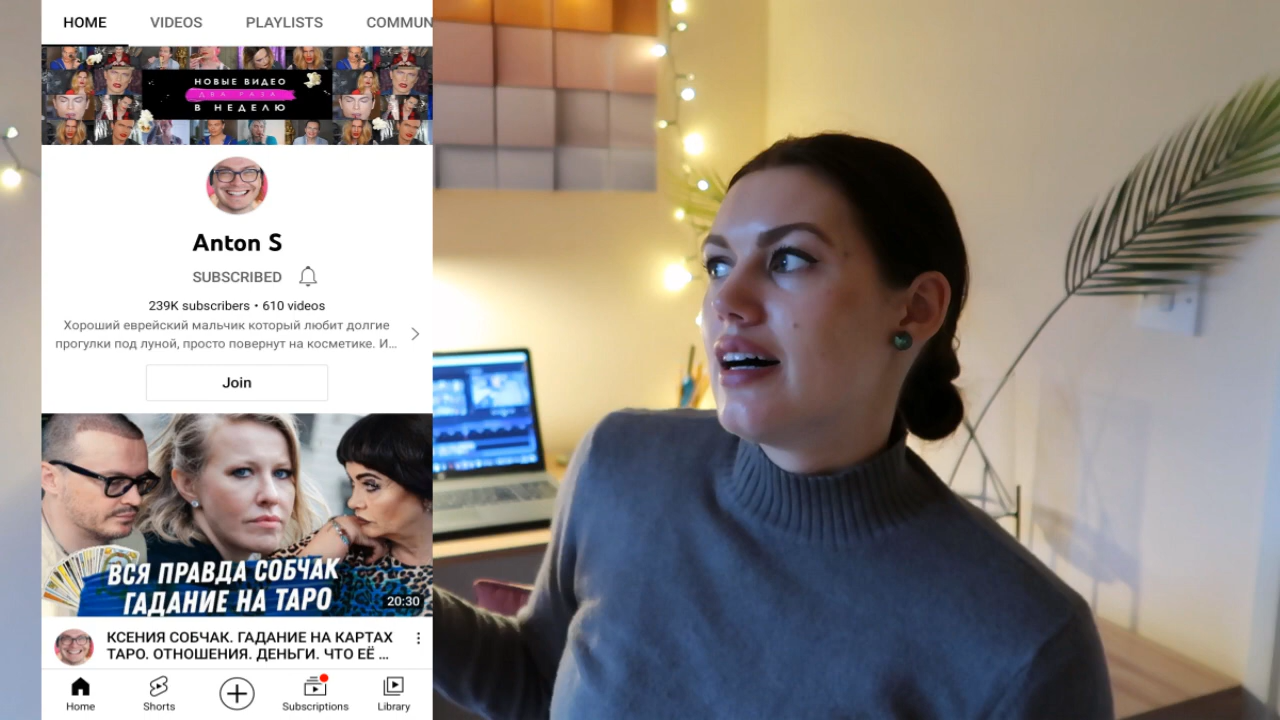 HOME VIDEOS PLAYLISTS COMMUN
НОВЫЕ ВИДЕО
ДВА РАЗА
В НЕДЕЛЮ
Anton S
SUBSCRIBED
239K subscribers • 610 videos
Хороший еврейский мальчик который любит долгие
прогулки под луной, просто повернут на косметике. И...
Join
ВСЯ ПРАВДА СОБЧАК
ГАДАНИЕ НА ТАРО
20:30
КСЕНИЯ СОБЧАК. ГАДАНИЕ НА КАРТАХ
ТАРО. ОТНОШЕНИЯ. ДЕНЬГИ. ЧТО ЕЁ ...
Home Shorts Subscriptions Library